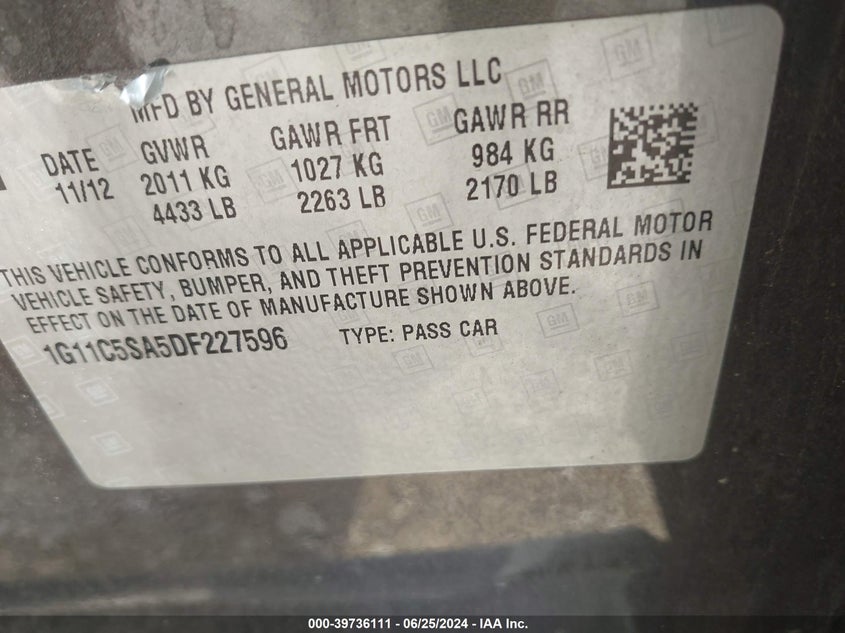 MFD BY GENERAL MOTORS LLC
DATE GVWR GAWR FRT GAWR RR
11/12 2011 KG 1027 KG 984 KG
4433 LB 2263 LB 2170 LB
THIS VEHICLE CONFORMS TO ALL APPLICABLE U.S. FEDERAL MOTOR
VEHICLE SAFETY, BUMPER, AND THEFT PREVENTION STANDARDS IN
EFFECT ON THE DATE OF MANUFACTURE SHOWN ABOVE.
1G11C5SA5DF227596 TYPE: PASS CAR
000-39736111 - 06/25/2024 - IAA Inc.